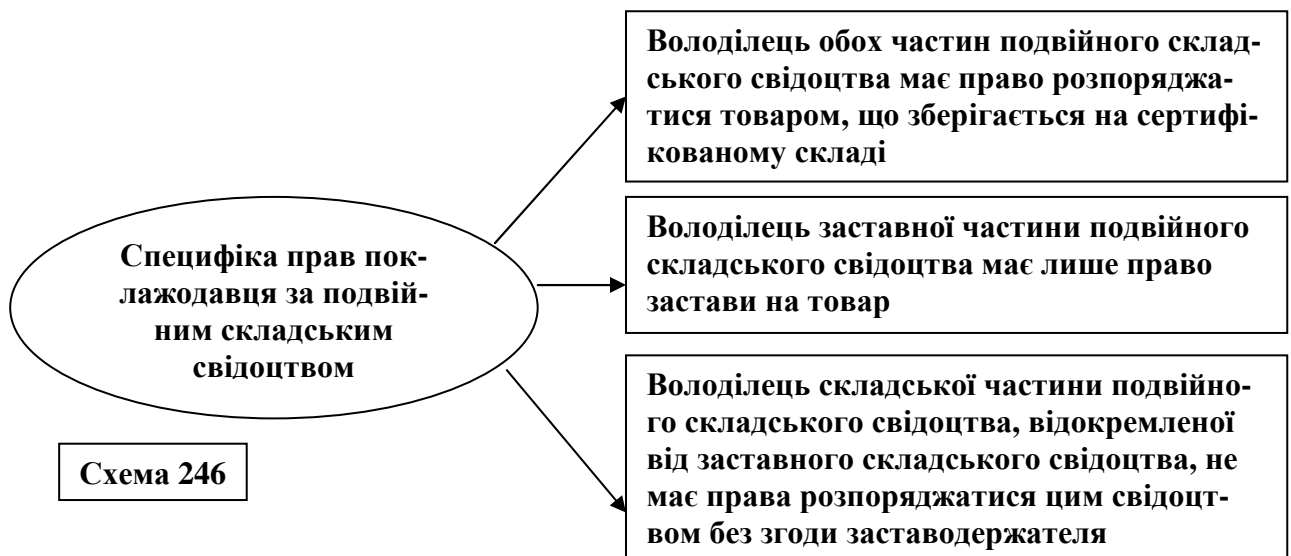 Володілець обох частин подвійного склад-
ського свідоцтва має право розпоряджа-
тися товаром, що зберігається на сертифі-
кованому складі
Специфіка прав пок-
лажодавця за подвій-
ним складським
свідоцтвом
Володілець заставної частини подвійного
складського свідоцтва має лише право
застави на товар
Володілець складської частини подвійно-
го складського свідоцтва, відокремленої
від заставного складського свідоцтва, не
має права розпоряджатися цим свідоцт-
вом без згоди заставодержателя
Схема 246